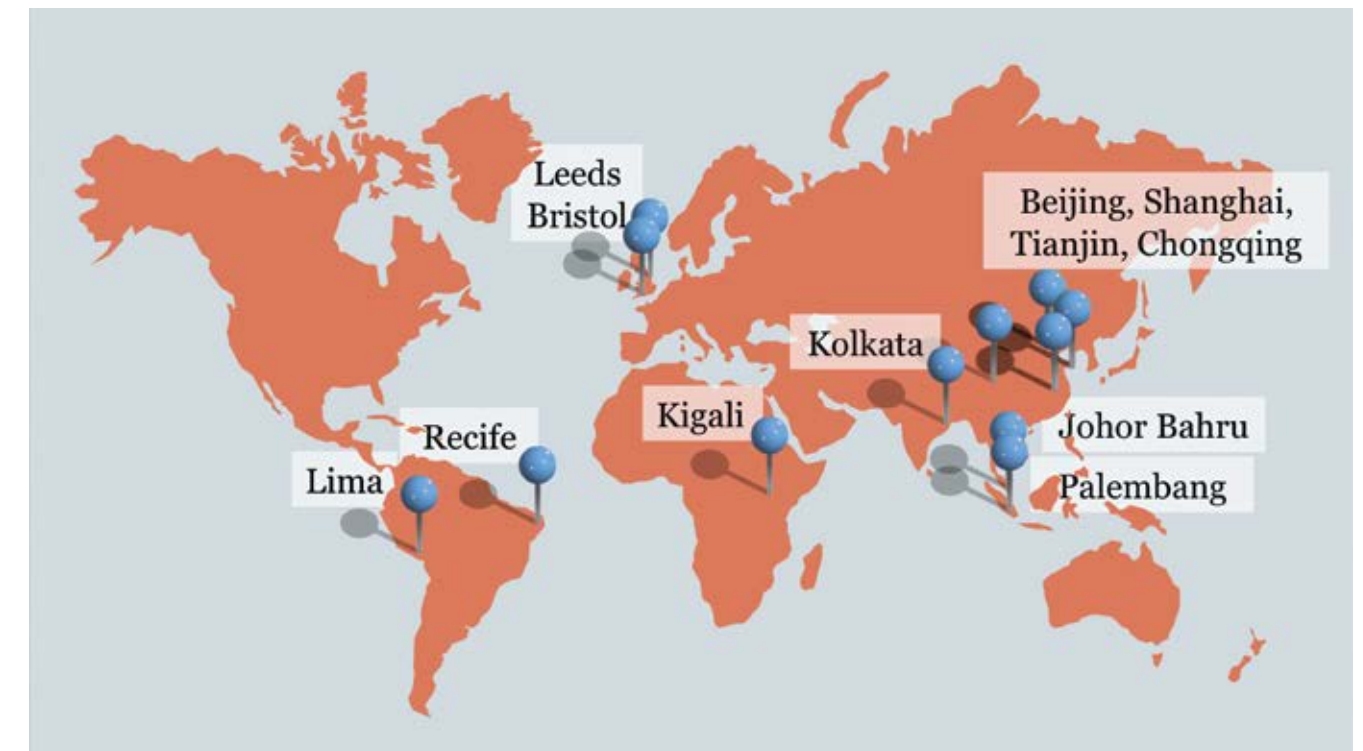 Leeds
Bristol
Beijing, Shanghai,
Tianjin, Chongqing
Kolkata
Kigali
Recife
Lima
Johor Bahru
Palembang